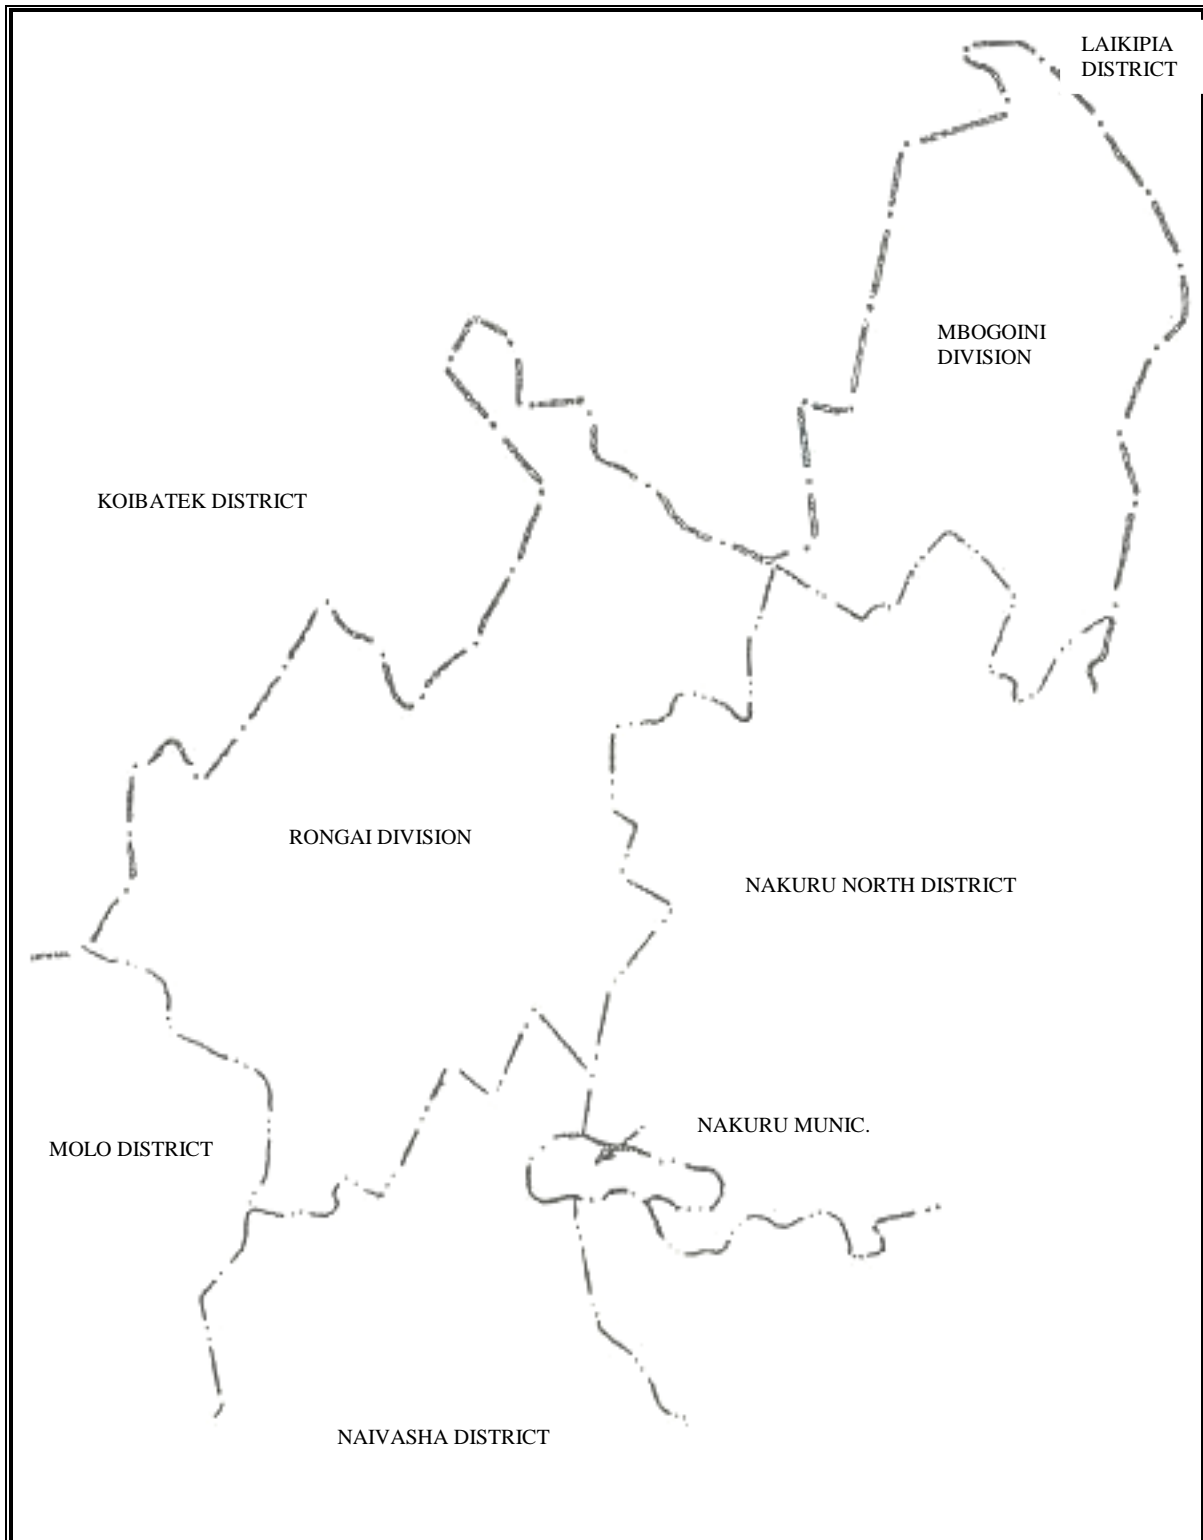 LAIKIPIA
DISTRICT
MBOGOINI
DIVISION
KOIBATEK DISTRICT
RONGAI DIVISION
NAKURU NORTH DISTRICT
NAKURU MUNIC.
MOLO DISTRICT
NAIVASHA DISTRICT